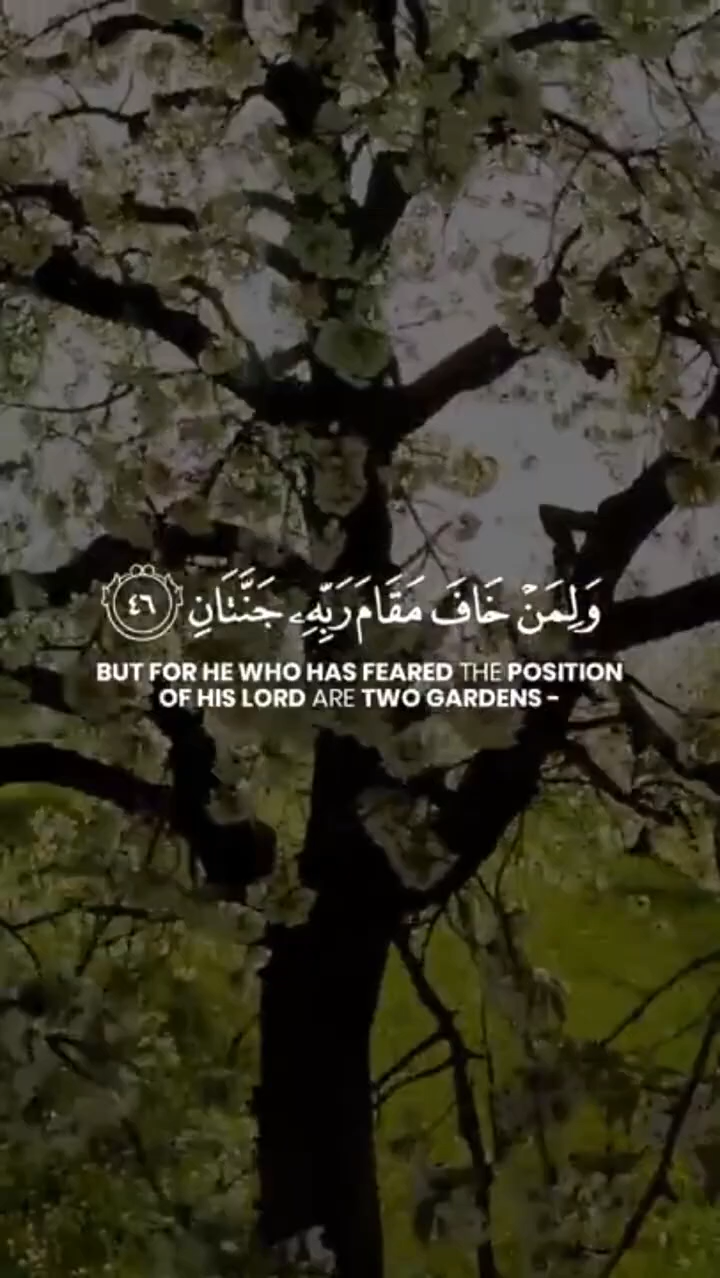 وَلِمَنْ خَافَ مَقَامَ رَبِّهِۦ جَنَّتَانِ ٤٦
BUT FOR HE WHO HAS FEARED THE POSITION
OF HIS LORD ARE TWO GARDENS -